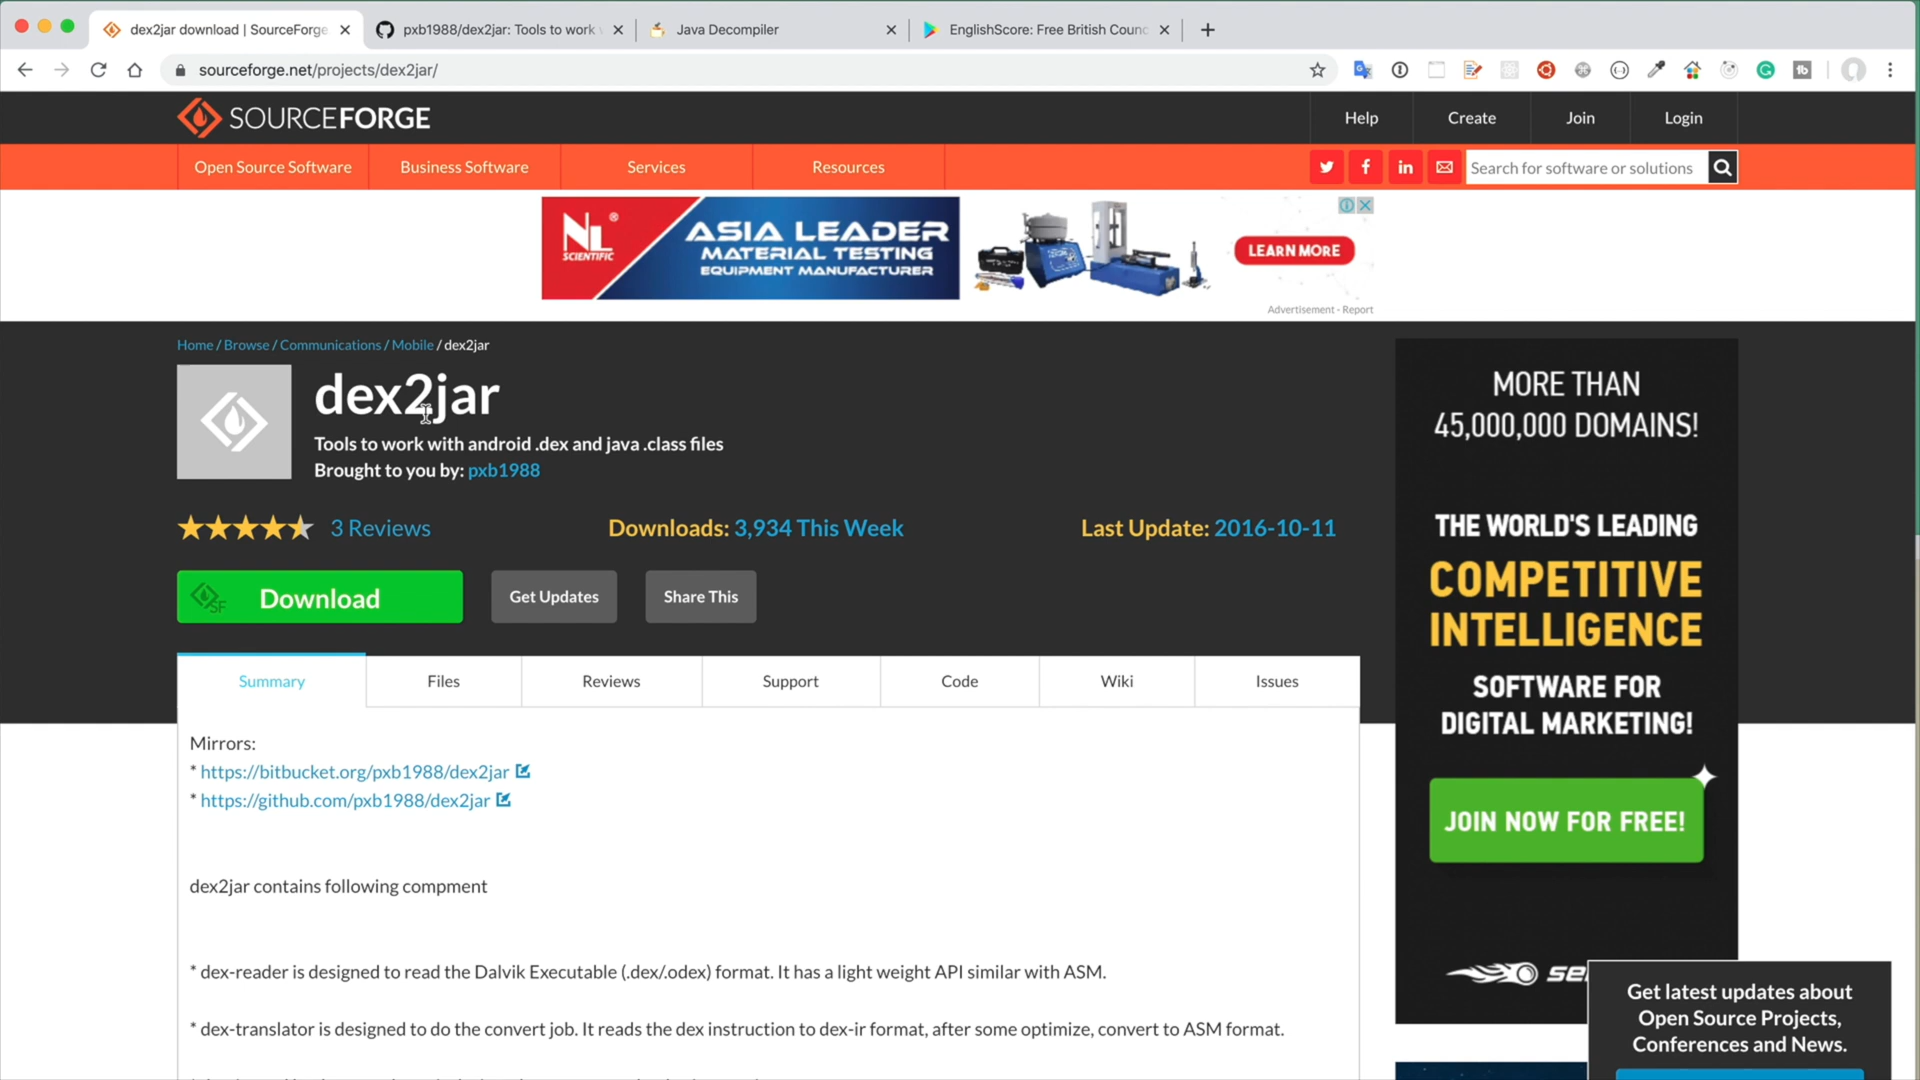 dex2jar download | SourceForge
pxb1988/dex2jar: Tools to work
Java Decompiler
EnglishScore: Free British Counc
sourceforge.net/projects/dex2jar/
SOURCEFORGE
Help
Create
Join
Login
Open Source Software
Business Software
Services
Resources
Search for software or solutions
NL ®
SCIENTIFIC
ASIA LEADER
MATERIAL TESTING
EQUIPMENT MANUFACTURER
LEARN MORE
Advertisement - Report
Home / Browse / Communications / Mobile / dex2jar
dex2jar
Tools to work with android .dex and java .class files
Brought to you by: pxb1988
3 Reviews
Downloads: 3,934 This Week
Last Update: 2016-10-11
SF
Download
Get Updates
Share This
Summary
Files
Reviews
Support
Code
Wiki
Issues
Mirrors:
* https://bitbucket.org/pxb1988/dex2jar
* https://github.com/pxb1988/dex2jar
dex2jar contains following compment
* dex-reader is designed to read the Dalvik Executable (.dex/.odex) format. It has a light weight API similar with ASM.
* dex-translator is designed to do the convert job. It reads the dex instruction to dex-ir format, after some optimize, convert to ASM format.
MORE THAN
45,000,000 DOMAINS!
THE WORLD'S LEADING
COMPETITIVE
INTELLIGENCE
SOFTWARE FOR
DIGITAL MARKETING!
JOIN NOW FOR FREE!
se
Get latest updates about
Open Source Projects,
Conferences and News.